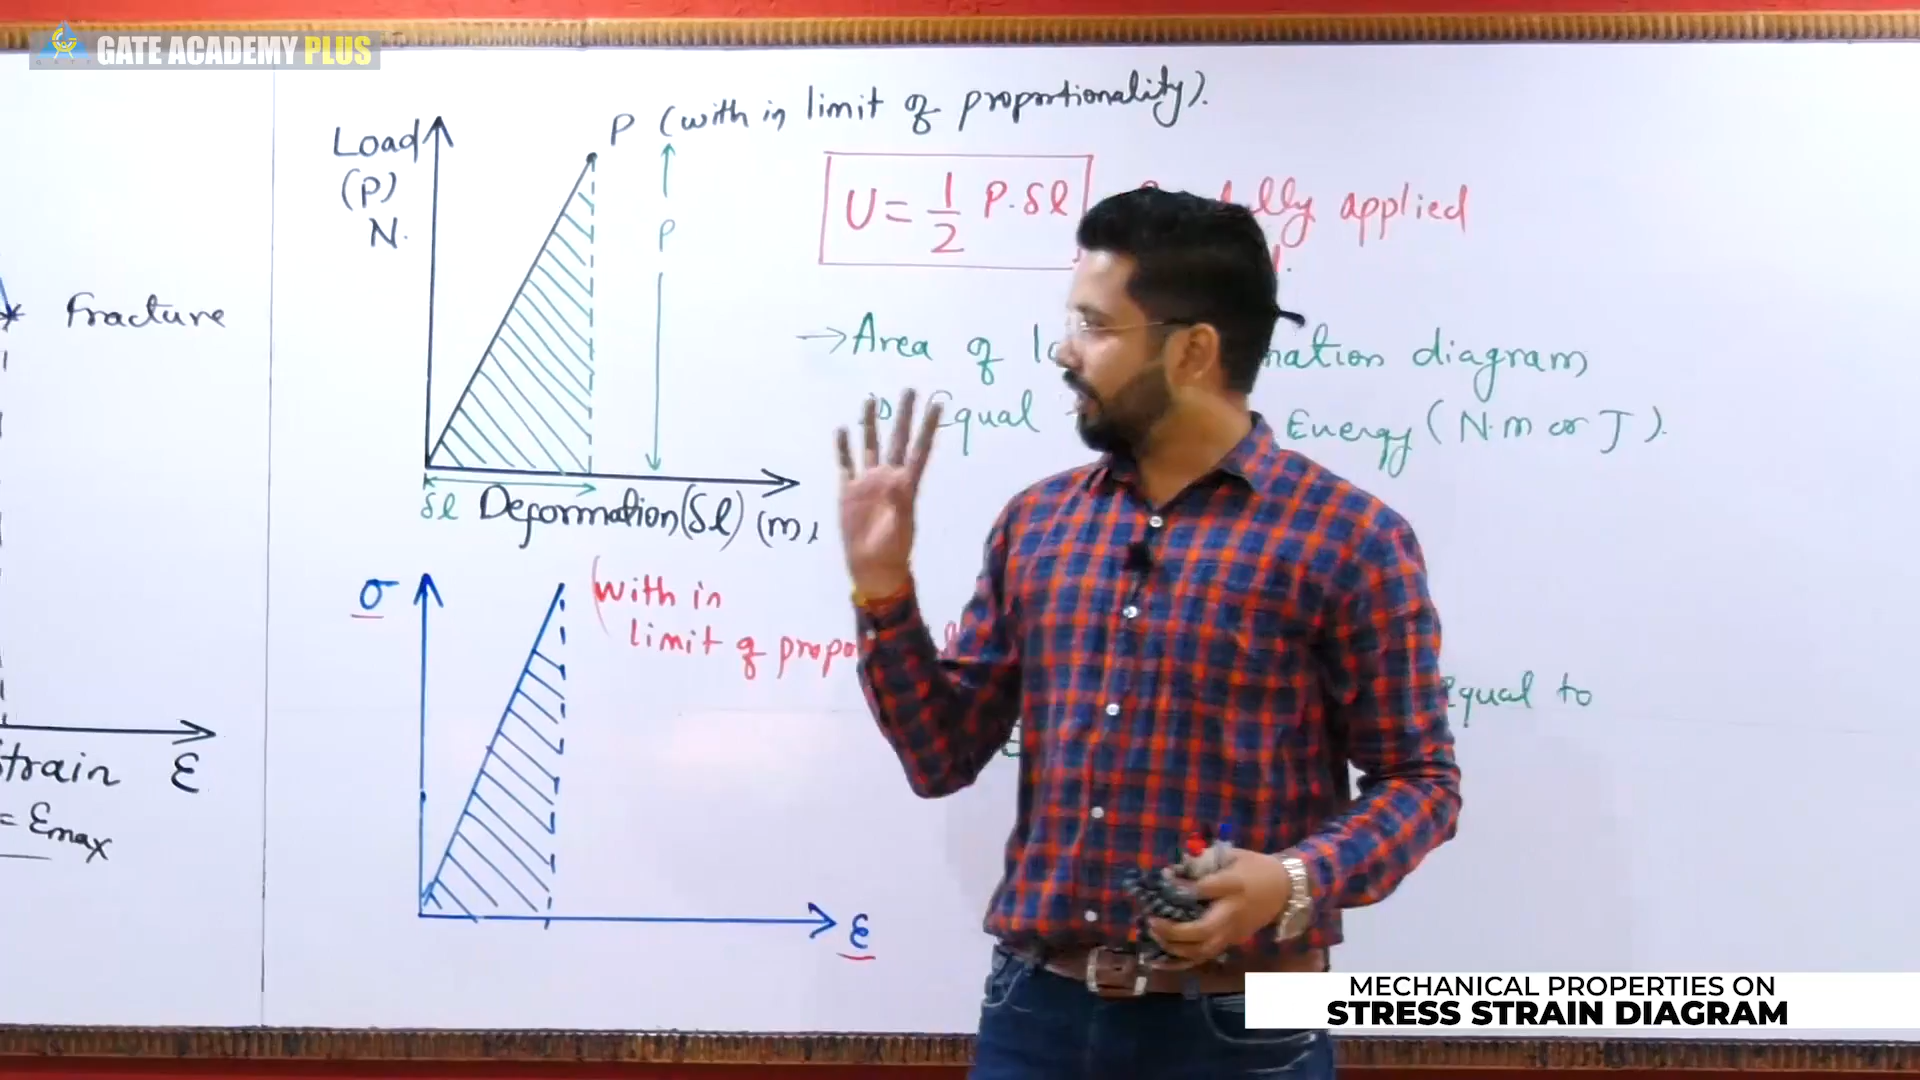 GATE ACADEMY PLUS
Load
(P)
N.
P (with in limit of proportionality).
P
U = 1/2 P.δl
applied
Fracture
→ Area of
diagram
Equal
Energy (N.m or J).
δl Deformation (δl) (m)
σ
(with in
limit of
equal to
ε
train ε
= εmax
MECHANICAL PROPERTIES ON
STRESS STRAIN DIAGRAM